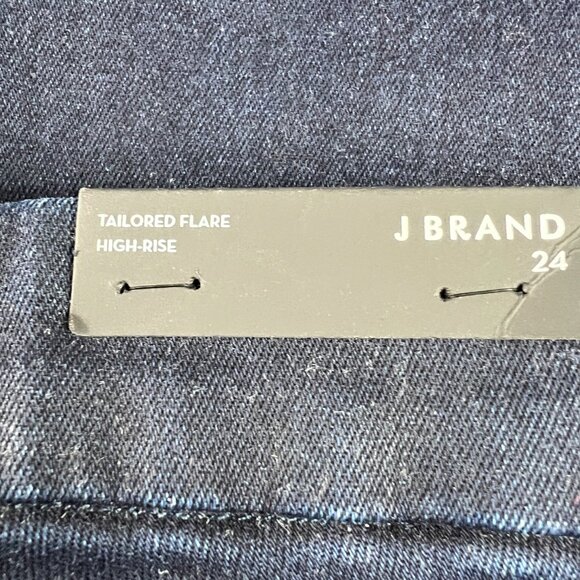 TAILORED FLARE
HIGH-RISE
J BRAND
24